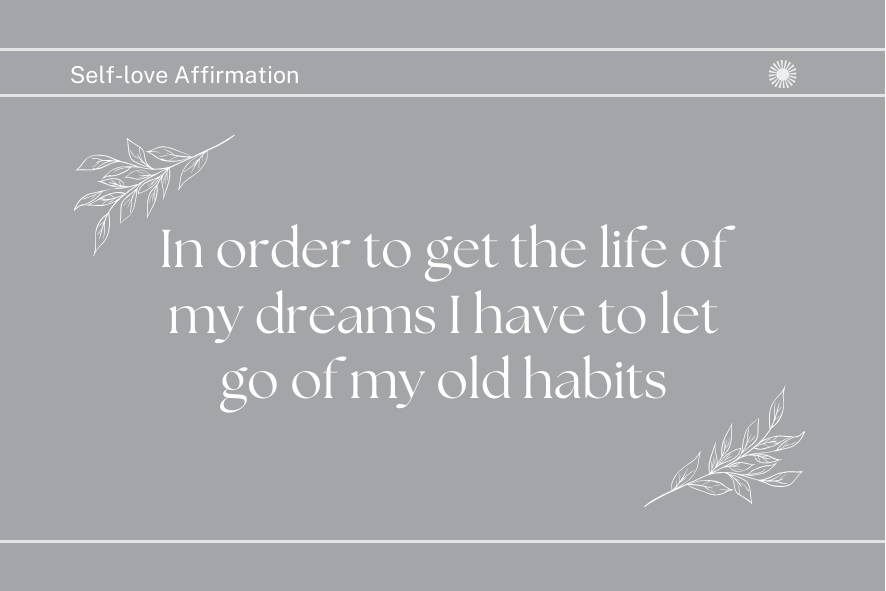 Self-love Affirmation
In order to get the life of
my dreams I have to let
go of my old habits